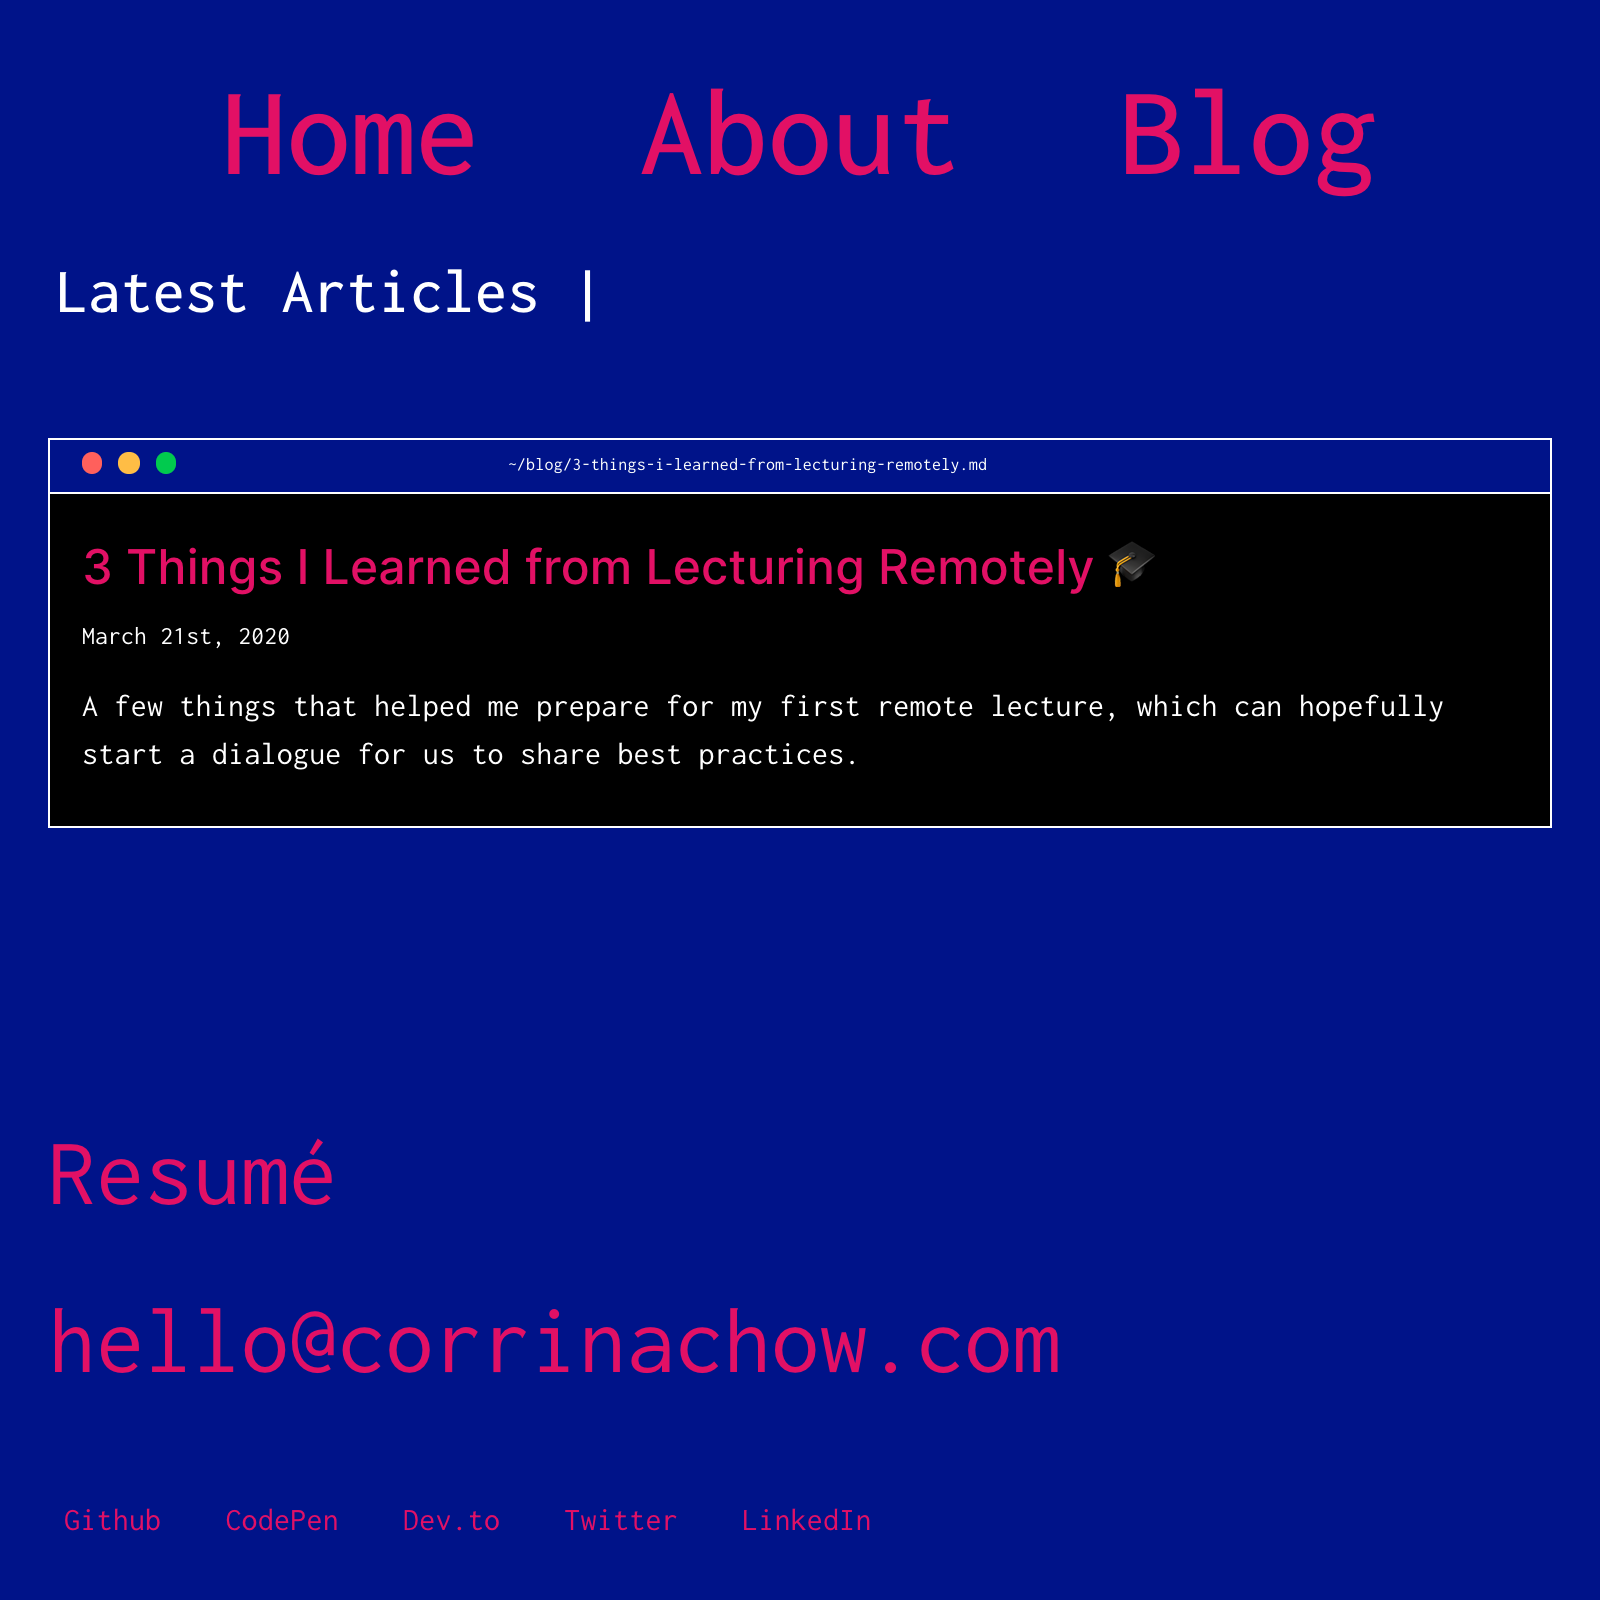 Home About Blog
Latest Articles |
~/blog/3-things-i-learned-from-lecturing-remotely.md
3 Things I Learned from Lecturing Remotely 🎓
March 21st, 2020
A few things that helped me prepare for my first remote lecture, which can hopefully
start a dialogue for us to share best practices.
Resumé
hello@corrinachow.com
Github CodePen Dev.to Twitter LinkedIn